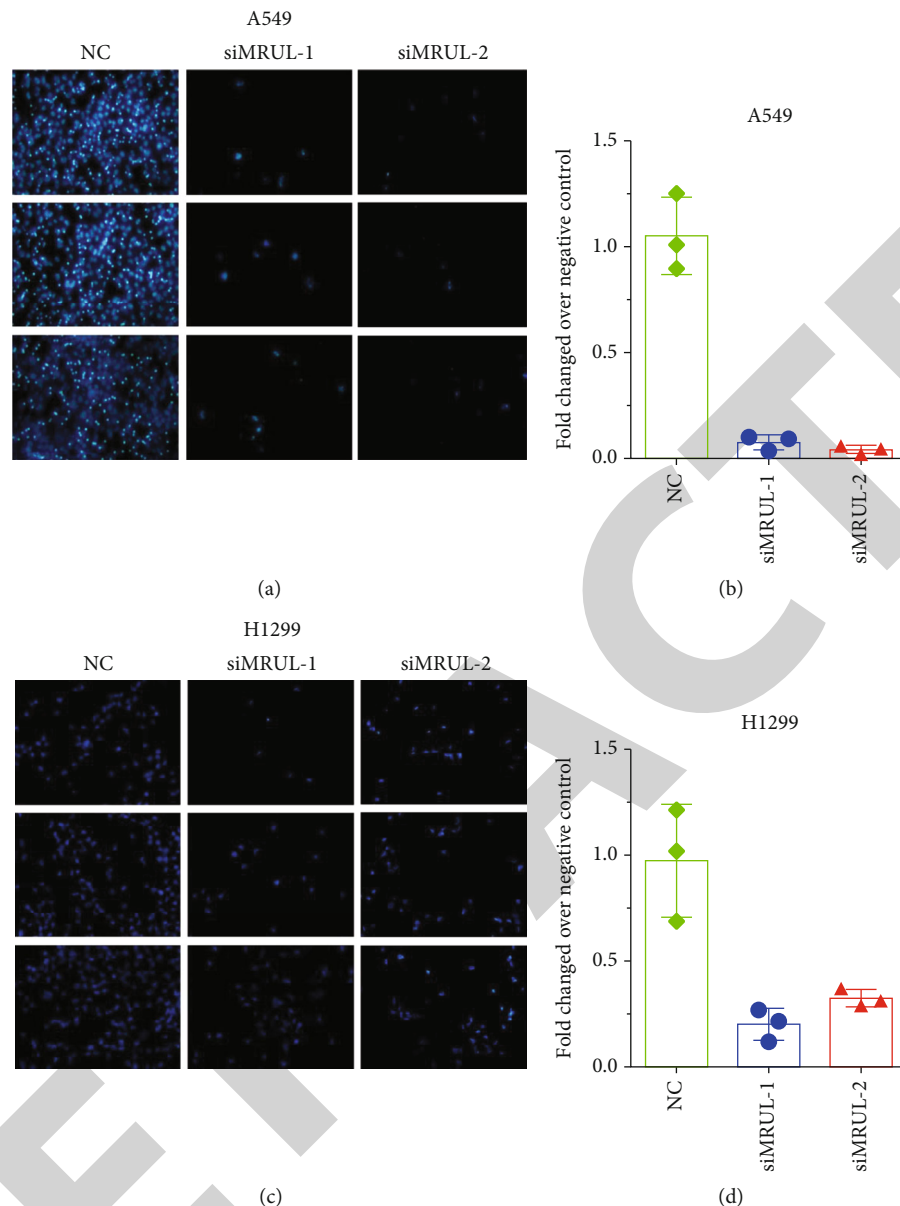 A549
NC siMRUL-1 siMRUL-2
(a)
A549
Fold changed over negative control
1.5
1.0
0.5
0.0
NC
siMRUL-1
siMRUL-2
(b)
H1299
NC siMRUL-1 siMRUL-2
(c)
H1299
Fold changed over negative control
1.5
1.0
0.5
0.0
NC
siMRUL-1
siMRUL-2
(d)